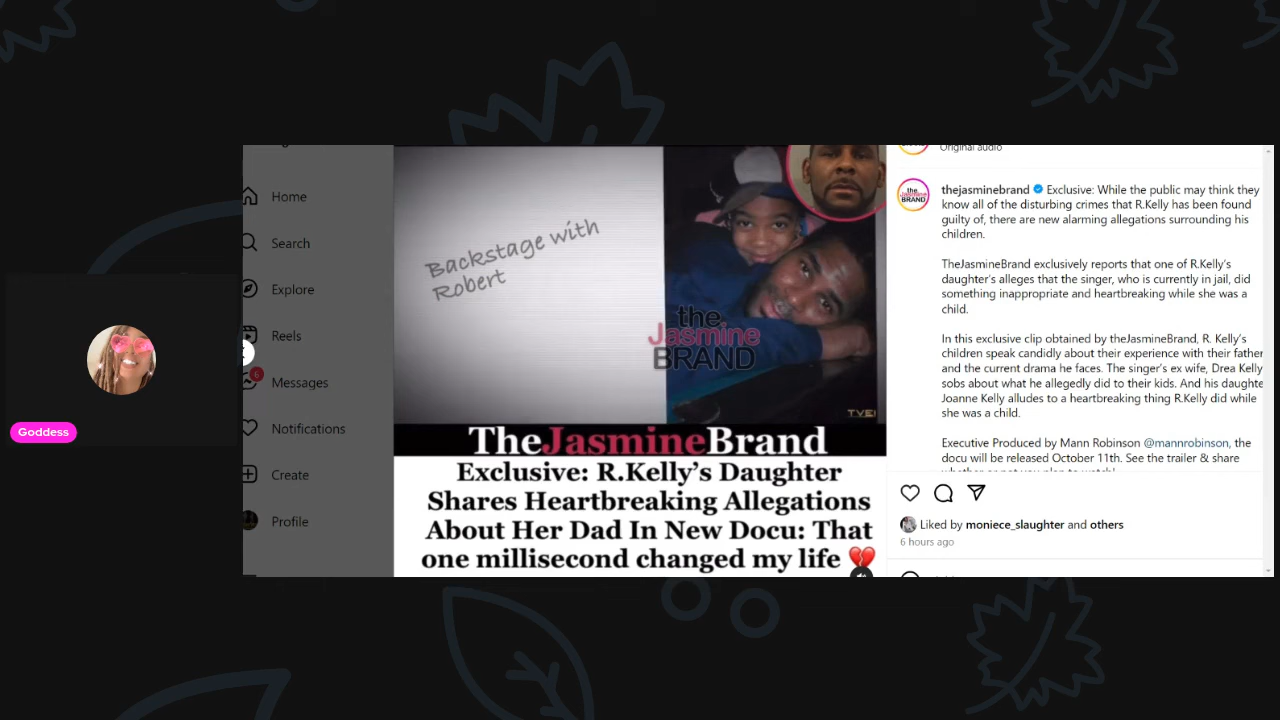 Goddess
Home
Search
Explore
Reels
6
Messages
Notifications
Create
Profile
Backstage with
Robert
the
Jasmine
BRAND
TVEI
TheJasmineBrand
Exclusive: R.Kelly’s Daughter
Shares Heartbreaking Allegations
About Her Dad In New Docu: That
one millisecond changed my life 💔
Original audio
the
Jasmine
BRAND
thejasminebrand Exclusive: While the public may think they
know all of the disturbing crimes that R.Kelly has been found
guilty of, there are new alarming allegations surrounding his
children.
TheJasmineBrand exclusively reports that one of R.Kelly’s
daughter’s alleges that the singer, who is currently in jail, did
something inappropriate and heartbreaking while she was a
child.
In this exclusive clip obtained by theJasmineBrand, R. Kelly’s
children speak candidly about their experience with their father
and the current drama he faces. The singer’s ex wife, Drea Kelly
sobs about what he allegedly did to their kids. And his daughte
Joanne Kelly alludes to a heartbreaking thing R.Kelly did while
she was a child.
Executive Produced by Mann Robinson @mannrobinson, the
docu will be released October 11th. See the trailer & share
Liked by moniece_slaughter and others
6 hours ago